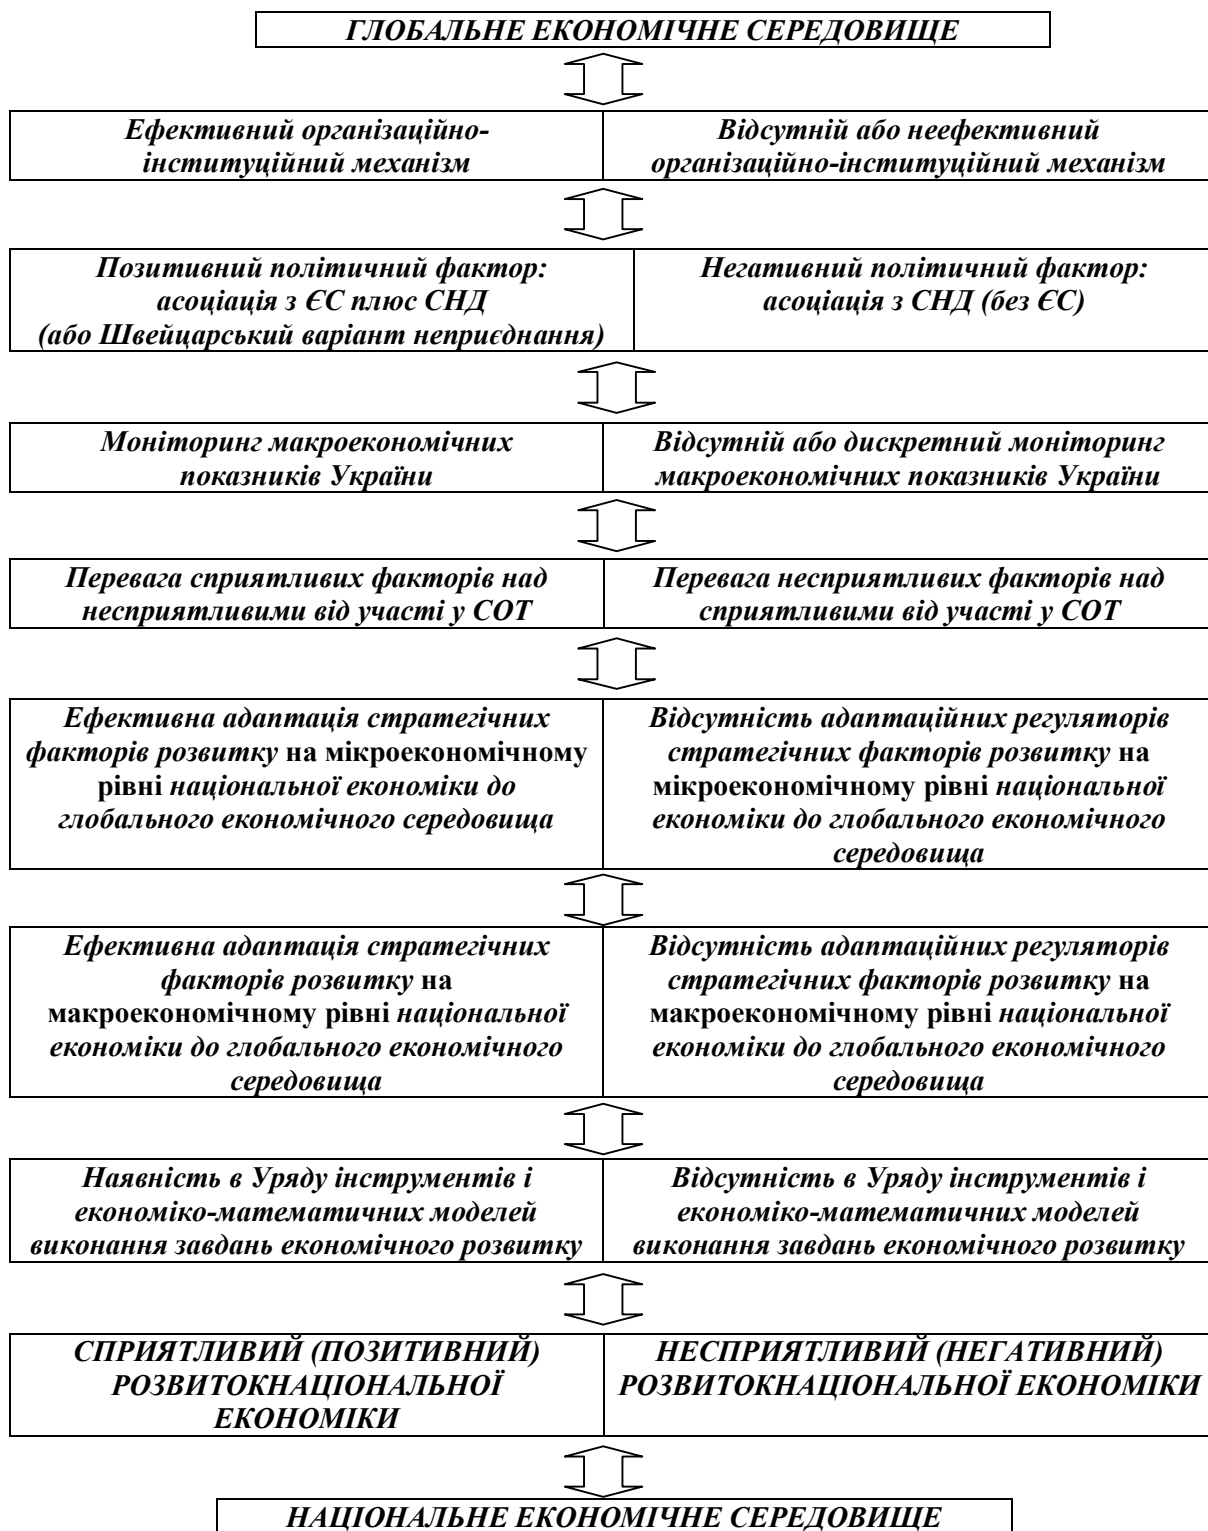 ГЛОБАЛЬНЕ ЕКОНОМІЧНЕ СЕРЕДОВИЩЕ
Ефективний організаційно-
інституційний механізм
Відсутній або неефективний
організаційно-інституційний механізм
Позитивний політичний фактор:
асоціація з ЄС плюс СНД
(або Швейцарський варіант неприєднання)
Негативний політичний фактор:
асоціація з СНД (без ЄС)
Моніторинг макроекономічних
показників України
Відсутній або дискретний моніторинг
макроекономічних показників України
Перевага сприятливих факторів над
несприятливими від участі у СОТ
Перевага несприятливих факторів над
сприятливими від участі у СОТ
Ефективна адаптація стратегічних
факторів розвитку на мікроекономічному
рівні національної економіки до
глобального економічного середовища
Відсутність адаптаційних регуляторів
стратегічних факторів розвитку на
мікроекономічному рівні національної
економіки до глобального економічного
середовища
Ефективна адаптація стратегічних
факторів розвитку на
макроекономічному рівні національної
економіки до глобального економічного
середовища
Відсутність адаптаційних регуляторів
стратегічних факторів розвитку на
макроекономічному рівні національної
економіки до глобального економічного
середовища
Наявність в Уряду інструментів і
економіко-математичних моделей
виконання завдань економічного розвитку
Відсутність в Уряду інструментів і
економіко-математичних моделей
виконання завдань економічного розвитку
СПРИЯТЛИВИЙ (ПОЗИТИВНИЙ)
РОЗВИТОКНАЦІОНАЛЬНОЇ
ЕКОНОМІКИ
НЕСПРИЯТЛИВИЙ (НЕГАТИВНИЙ)
РОЗВИТОКНАЦІОНАЛЬНОЇ ЕКОНОМІКИ
НАЦІОНАЛЬНЕ ЕКОНОМІЧНЕ СЕРЕДОВИЩЕ